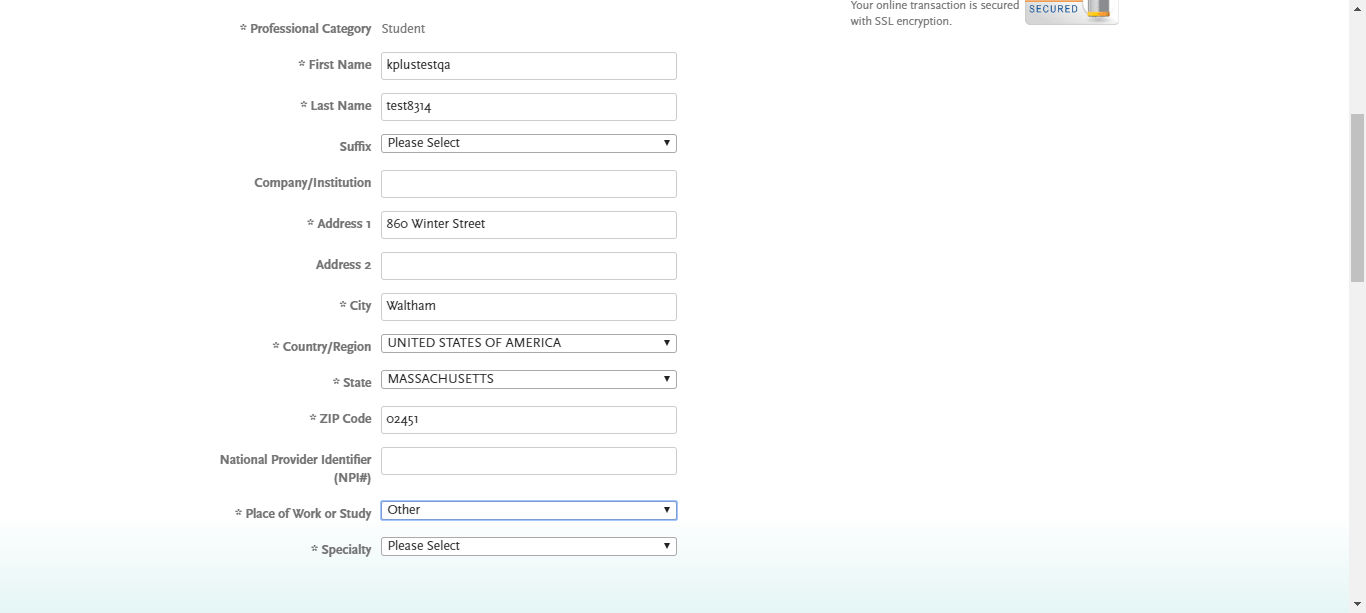 Your online transaction is secured
with SSL encryption.
SECURED
* Professional Category Student
* First Name kplustestqa
* Last Name test8314
Suffix Please Select
Company/Institution
* Address 1 860 Winter Street
Address 2
* City Waltham
* Country/Region UNITED STATES OF AMERICA
* State MASSACHUSETTS
* ZIP Code 02451
National Provider Identifier
(NPI#)
* Place of Work or Study Other
* Specialty Please Select